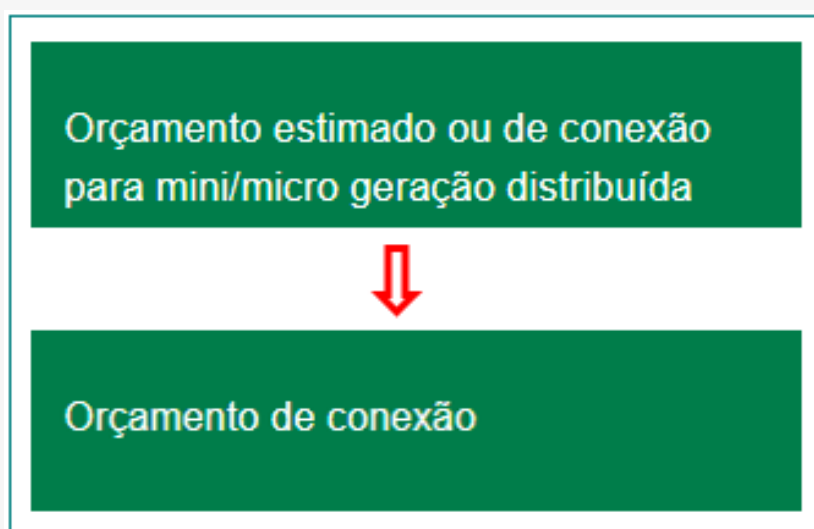 Orçamento estimado ou de conexão
para mini/micro geração distribuída
Orçamento de conexão